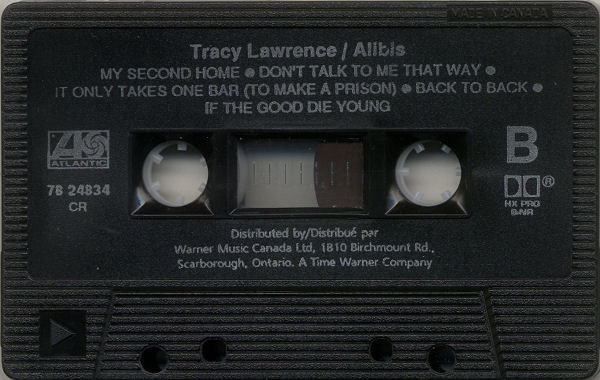 MADE IN CANADA
Tracy Lawrence / Alibis
MY SECOND HOME ● DON'T TALK TO ME THAT WAY ●
IT ONLY TAKES ONE BAR (TO MAKE A PRISON) ● BACK TO BACK ●
IF THE GOOD DIE YOUNG
ATLANTIC
78 24834
CR
B
®
HX PRO
B-NR
Distributed by/Distribué par
Warner Music Canada Ltd, 1810 Birchmount Rd.,
Scarborough, Ontario. A Time Warner Company